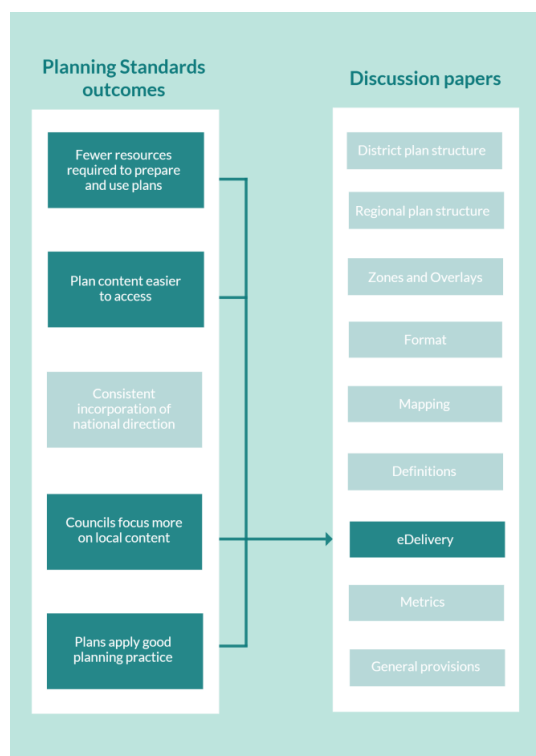 Planning Standards
outcomes
Fewer resources
required to prepare
and use plans
Plan content easier
to access
Consistent
incorporation of
national direction
Councils focus more
on local content
Plans apply good
planning practice
Discussion papers
District plan structure
Regional plan structure
Zones and Overlays
Format
Mapping
Definitions
eDelivery
Metrics
General provisions